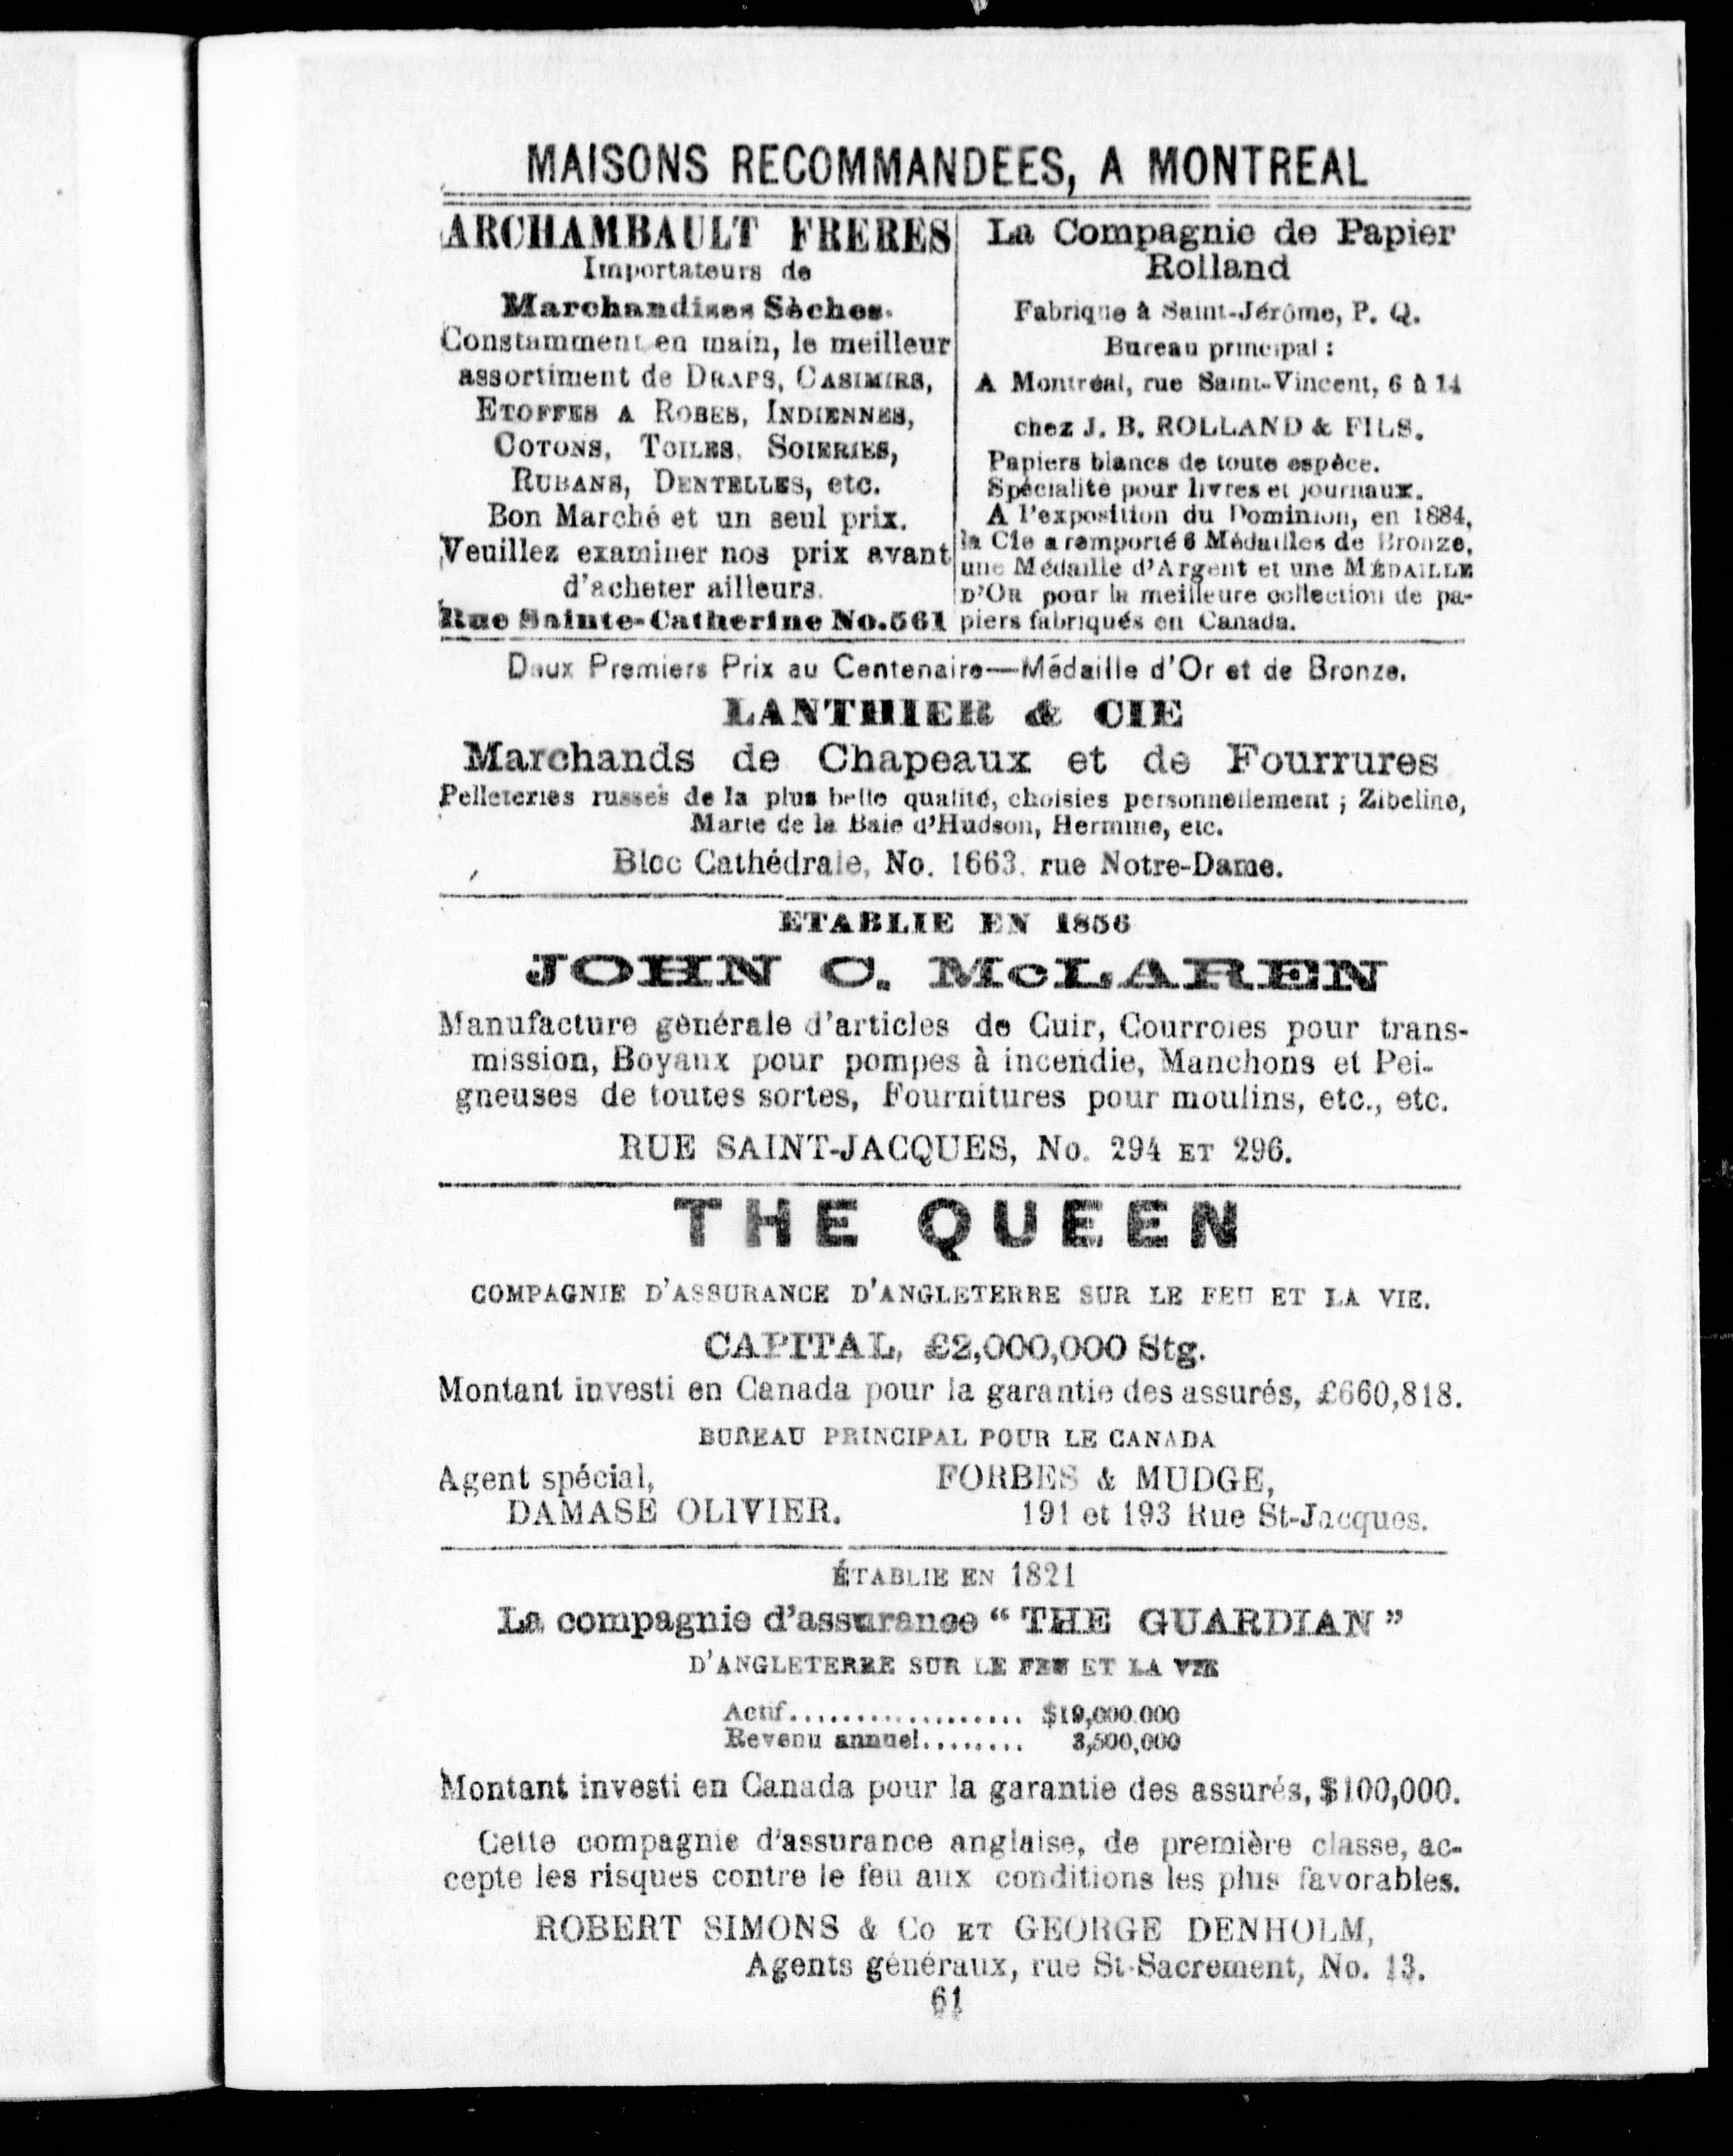 MAISONS RECOMMANDEES, A MONTREAL
ARCHAMBAULT FRERES
Importateurs de
Marchandises Sèches.
Constamment en main, le meilleur
assortiment de DRAPS, CASIMIRS,
ETOFFES A ROBES, INDIENNES,
COTONS, TOILES, SOIERIES,
RUBANS, DENTELLES, etc.
Bon Marché et un seul prix.
Veuillez examiner nos prix avant
d'acheter ailleurs.
Rue Sainte-Catherine No.561
La Compagnie de Papier
Rolland
Fabrique à Saint-Jérôme, P. Q.
Bureau principal :
A Montréal, rue Saint-Vincent, 6 à 14
chez J. B. ROLLAND & FILS.
Papiers blancs de toute espèce.
Spécialité pour livres et journaux.
A l'exposition du Dominion, en 1884,
la Cie a remporté 6 Médailles de Bronze,
une Médaille d'Argent et une MÉDAILLE
D'OR pour la meilleure collection de pa-
piers fabriqués en Canada.
Deux Premiers Prix au Centenaire—Médaille d'Or et de Bronze.
LANTHIER & CIE
Marchands de Chapeaux et de Fourrures
Pelleteries russes de la plus belle qualité, choisies personnellement ; Zibeline,
Marte de la Baie d'Hudson, Hermine, etc.
Bloc Cathédrale, No. 1663, rue Notre-Dame.
ETABLIE EN 1856
JOHN C. McLAREN
Manufacture générale d'articles de Cuir, Courroies pour trans-
mission, Boyaux pour pompes à incendie, Manchons et Pei-
gneuses de toutes sortes, Fournitures pour moulins, etc., etc.
RUE SAINT-JACQUES, No. 294 ET 296.
THE QUEEN
COMPAGNIE D'ASSURANCE D'ANGLETERRE SUR LE FEU ET LA VIE.
CAPITAL, £2,000,000 Stg.
Montant investi en Canada pour la garantie des assurés, £660,818.
BUREAU PRINCIPAL POUR LE CANADA
Agent spécial,
DAMASE OLIVIER.
FORBES & MUDGE,
191 et 193 Rue St-Jacques.
ÉTABLIE EN 1821
La compagnie d'assurance “ THE GUARDIAN ”
D'ANGLETERRE SUR LE FEU ET LA VIE
Actif................... $19,000,000
Revenu annuel........ 3,500,000
Montant investi en Canada pour la garantie des assurés, $100,000.
Cette compagnie d'assurance anglaise, de première classe, ac-
cepte les risques contre le feu aux conditions les plus favorables.
ROBERT SIMONS & Co ET GEORGE DENHOLM,
Agents généraux, rue St-Sacrement, No. 13.
61